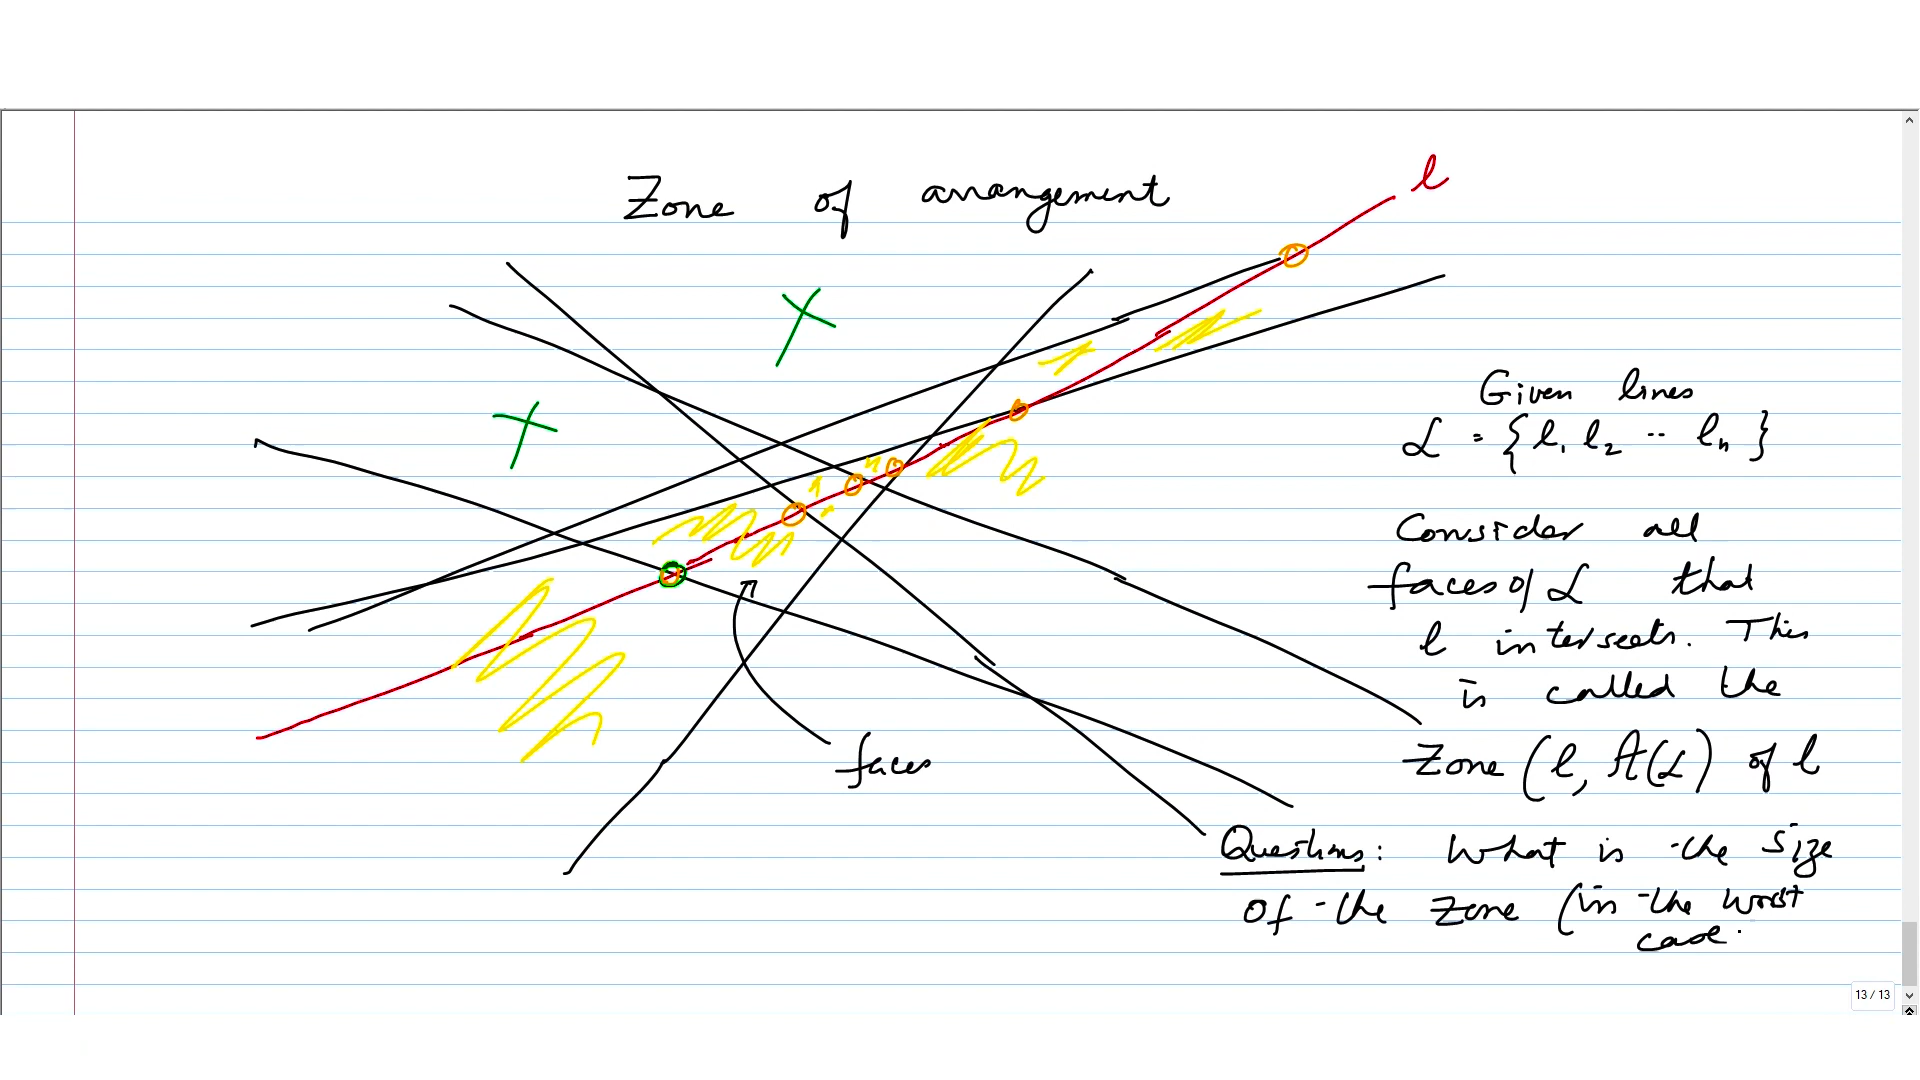 Zone of arrangement
l
Given lines
L = { l1 l2 .. ln }
Consider all
faces of L that
l intersects. This
is called the
Zone (l, A(L) of l
faces
Questions: What is the size
of the zone (in the worst
case.
13 / 13